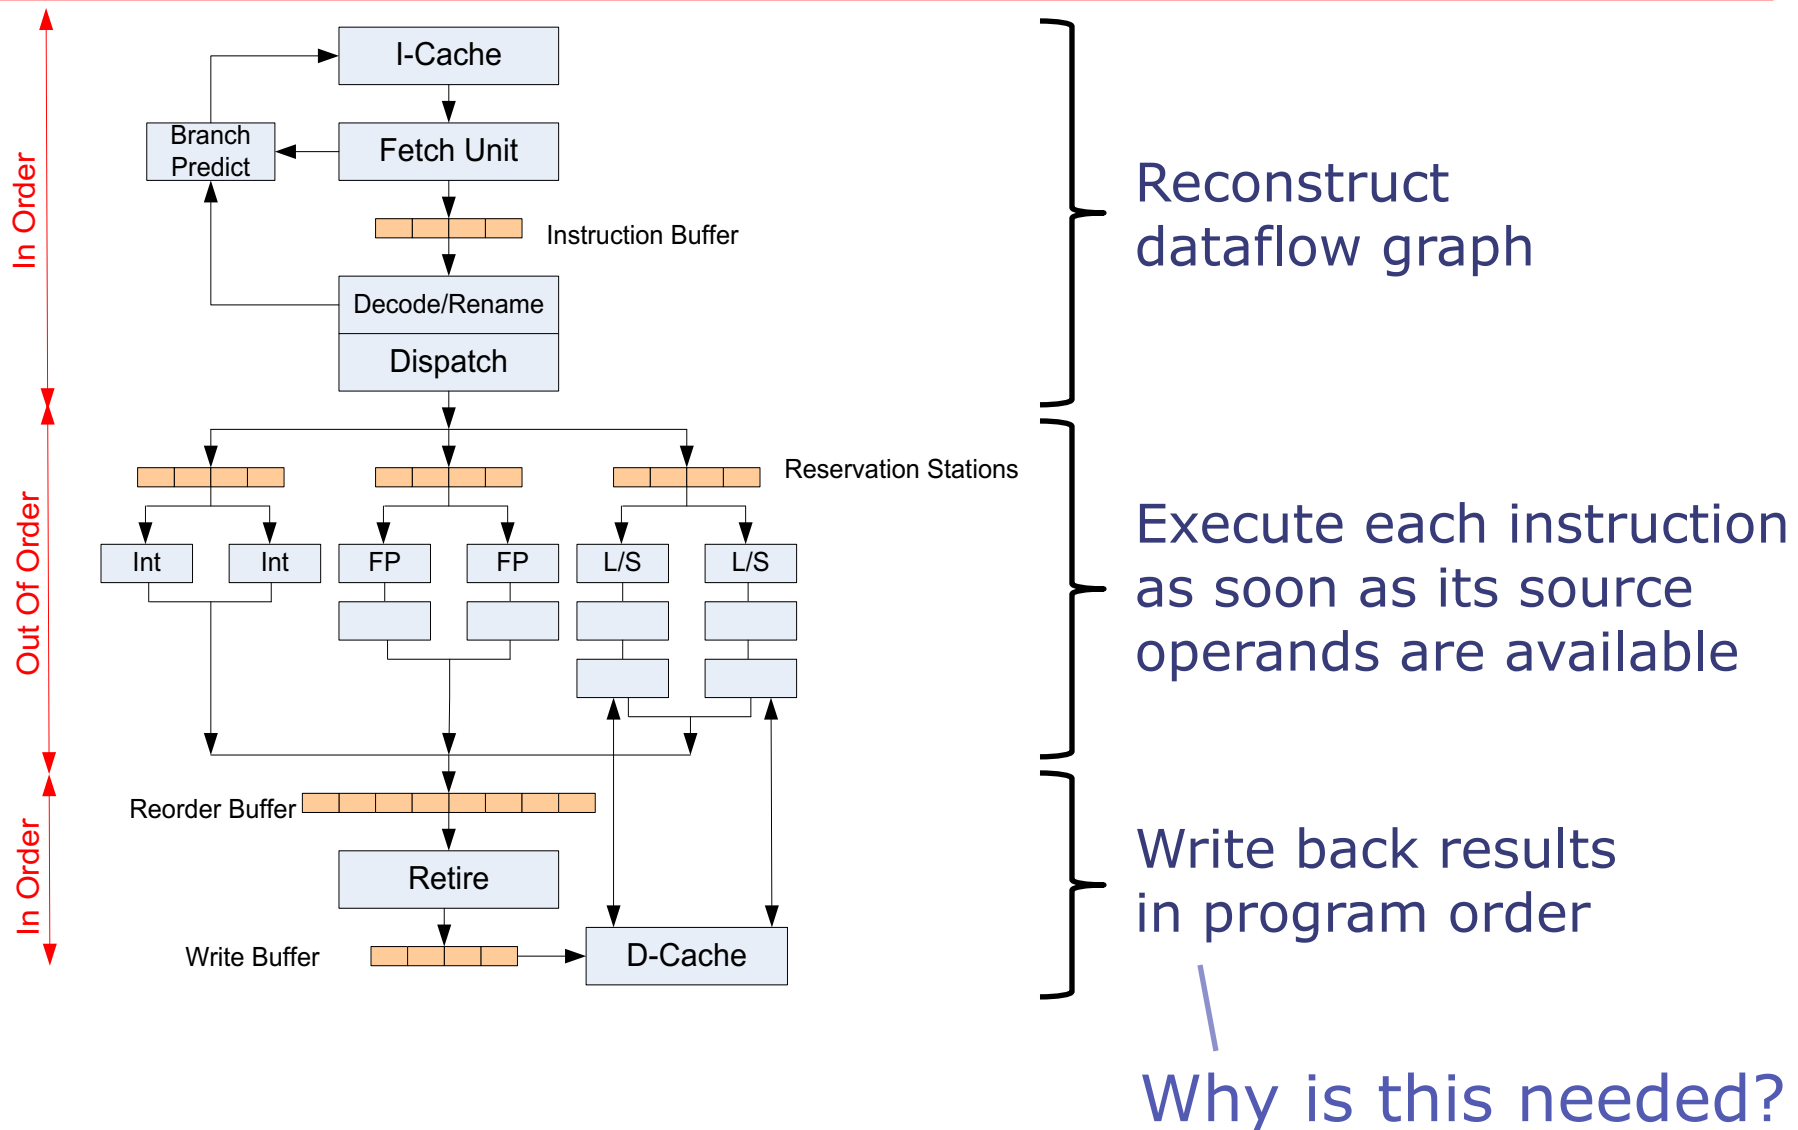 In Order
I-Cache
Branch
Predict
Fetch Unit
Instruction Buffer
Decode/Rename
Dispatch
Reconstruct
dataflow graph
Out Of Order
Reservation Stations
Int
Int
FP
FP
L/S
L/S
Execute each instruction
as soon as its source
operands are available
In Order
Reorder Buffer
Retire
Write Buffer
D-Cache
Write back results
in program order
Why is this needed?